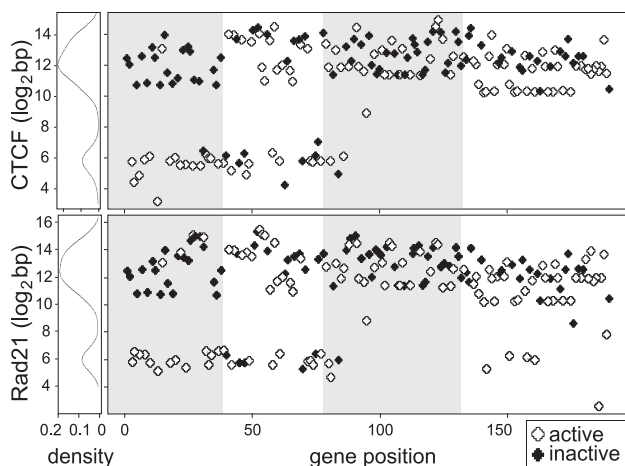 CTCF (log2bp)
14
12
10
8
6
4
Rad21 (log2bp)
16
14
12
10
8
6
4
0.2 0.1 0
density
0 50 100 150
gene position
active
inactive